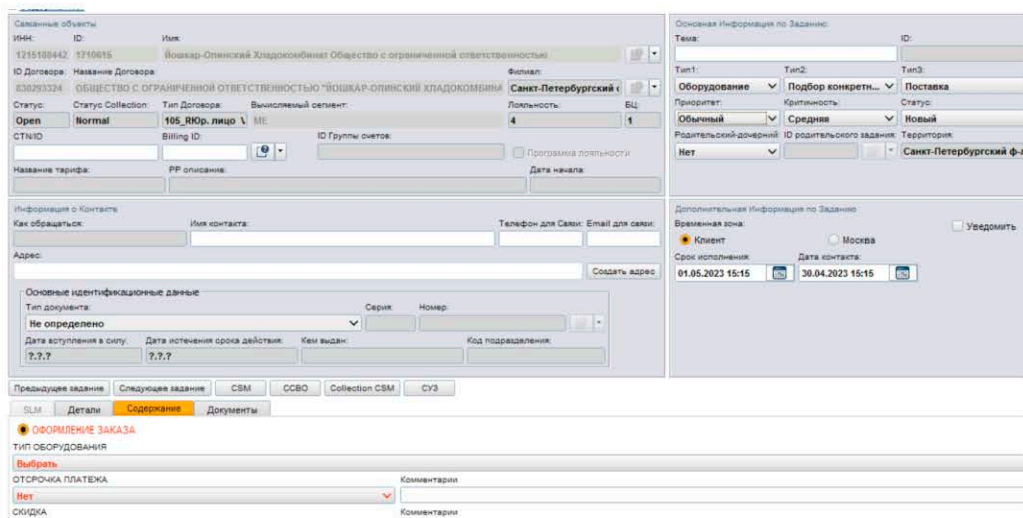 Связанные объекты
ИНН: ID: Имя:
1215108442 1710615 Йошкар-Олинский Хладокомбинат Общество с ограниченной ответственностью
ID Договора: Название Договора: Филиал:
830293324 ОБЩЕСТВО С ОГРАНИЧЕННОЙ ОТВЕТСТВЕННОСТЬЮ "ЙОШКАР-ОЛИНСКИЙ ХЛАДОКОМБИНА Санкт-Петербургский
Статус: Статус Collection: Тип Договора: Вычисляемый сегмент: Лояльность: БЦ:
Open Normal 105_RЮр. лицо \ ME 4 1
CTN/ID Billing ID: ID Группы счетов:
Программа лояльности
Название тарифа: PP описание: Дата начала:
Основная Информация по Заданию:
Тема: ID:
Тип1: Тип2: Тип3:
Оборудование Подбор конкретн... Поставка
Приоритет: Критичность: Статус:
Обычный Средняя Новый
Родительский-дочерний: ID родительского задания: Территория:
Нет Санкт-Петербургский ф-л
Информация о Контакте
Как обращаться: Имя контакта: Телефон для Связи: Email для связи:
Адрес:
Создать адрес
Основные идентификационные данные
Тип документа: Серия: Номер:
Не определено
Дата вступления в силу: Дата истечения срока действия: Кем выдан: Код подразделения:
?.?.? ?.?.?
Дополнительная Информация по Заданию
Временная зона: Уведомить
Клиент Москва
Срок исполнения: Дата контакта:
01.05.2023 15:15 30.04.2023 15:15
Предыдущее задание Следующее задание CSM ССВО Collection CSM СУЗ
SLM Детали Содержание Документы
ОФОРМЛЕНИЕ ЗАКАЗА
ТИП ОБОРУДОВАНИЯ
Выбрать
ОТСРОЧКА ПЛАТЕЖА Комментарии
Нет
СКИДКА Комментарии